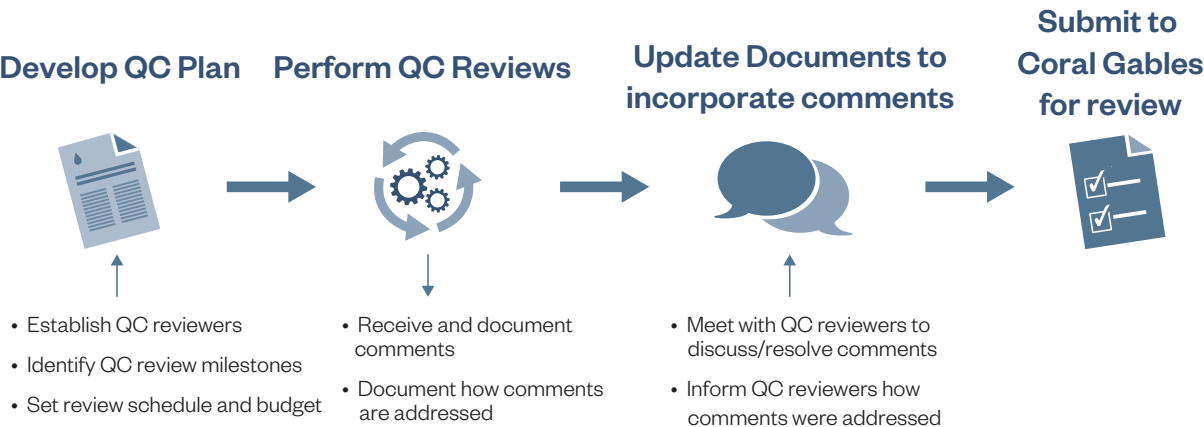 Develop QC Plan
Perform QC Reviews
Update Documents to
incorporate comments
Submit to
Coral Gables
for review
• Establish QC reviewers
• Identify QC review milestones
• Set review schedule and budget
• Receive and document
comments
• Document how comments
are addressed
• Meet with QC reviewers to
discuss/resolve comments
• Inform QC reviewers how
comments were addressed